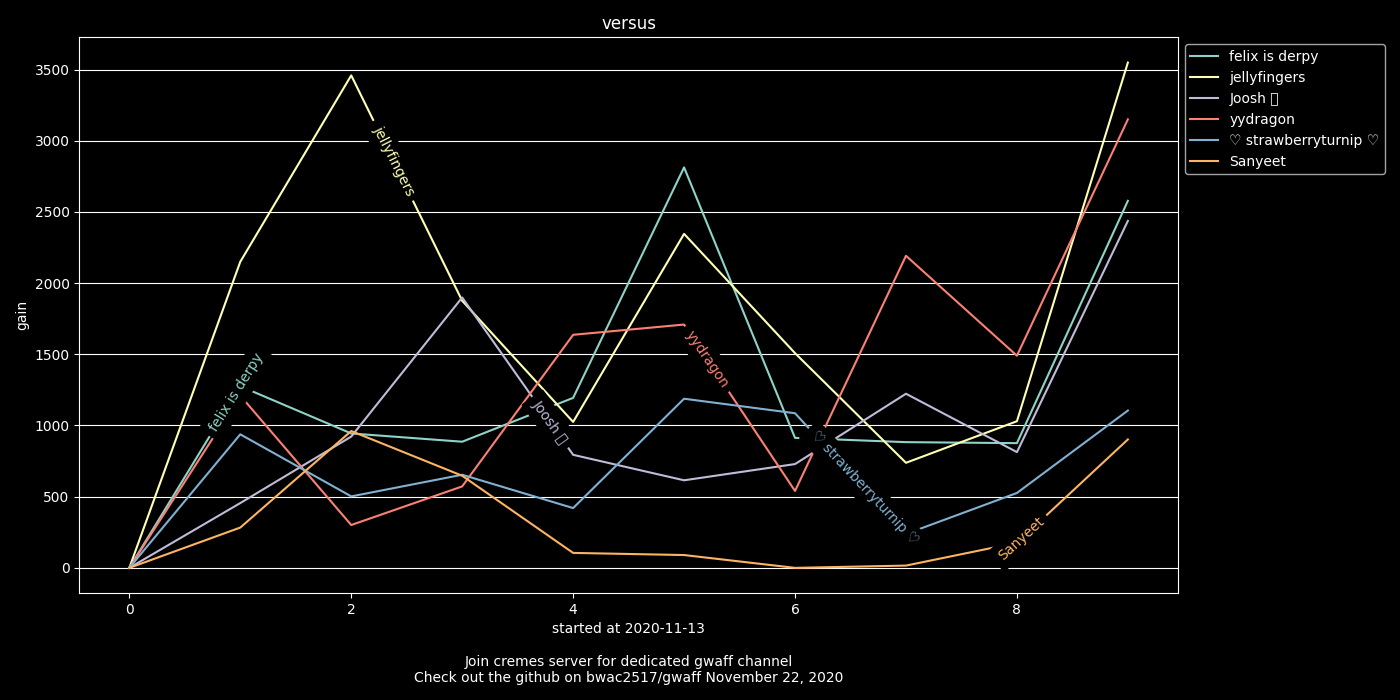 versus
3500
3000
2500
2000
1500
1000
500
0
gain
felix is derpy
jellyfingers
Joosh
yydragon
♡ strawberryturnip ♡
Sanyeet
0 2 4 6 8
started at 2020-11-13
Join cremes server for dedicated gwaff channel
Check out the github on bwac2517/gwaff November 22, 2020
felix is derpy
jellyfingers
Joosh
yydragon
♡ strawberryturnip ♡
Sanyeet